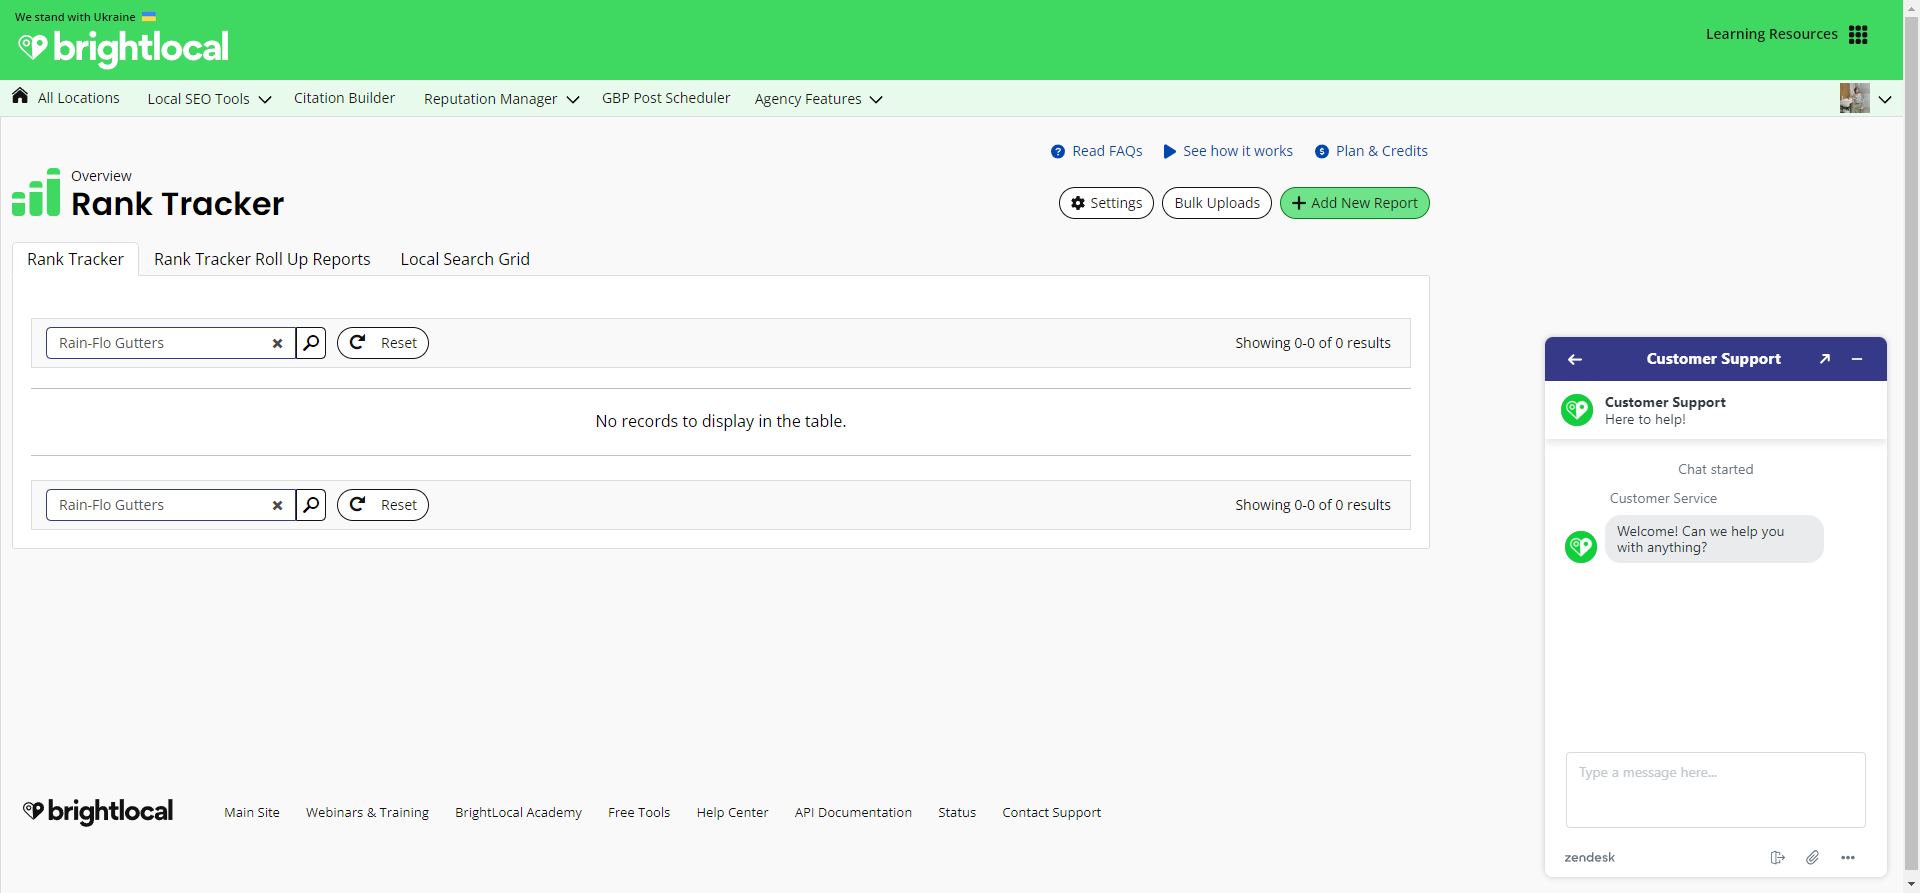 We stand with Ukraine
brightlocal
Learning Resources
All Locations
Local SEO Tools
Citation Builder
Reputation Manager
GBP Post Scheduler
Agency Features
Read FAQs
See how it works
Plan & Credits
Overview
Rank Tracker
Settings
Bulk Uploads
Add New Report
Rank Tracker
Rank Tracker Roll Up Reports
Local Search Grid
Rain-Flo Gutters
Reset
Showing 0-0 of 0 results
No records to display in the table.
Rain-Flo Gutters
Reset
Showing 0-0 of 0 results
Customer Support
Customer Support
Here to help!
Chat started
Customer Service
Welcome! Can we help you
with anything?
Type a message here...
zendesk
brightlocal
Main Site
Webinars & Training
BrightLocal Academy
Free Tools
Help Center
API Documentation
Status
Contact Support